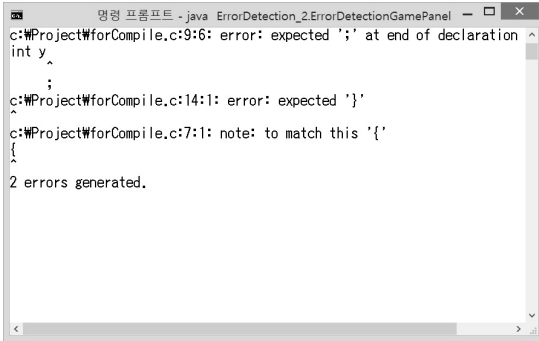 명령 프롬프트 - java ErrorDetection_2.ErrorDetectionGamePanel
c:₩Project₩forCompile.c:9:6: error: expected ';' at end of declaration
int y
^
;
c:₩Project₩forCompile.c:14:1: error: expected '}'
^
c:₩Project₩forCompile.c:7:1: note: to match this '{'
{
^
2 errors generated.